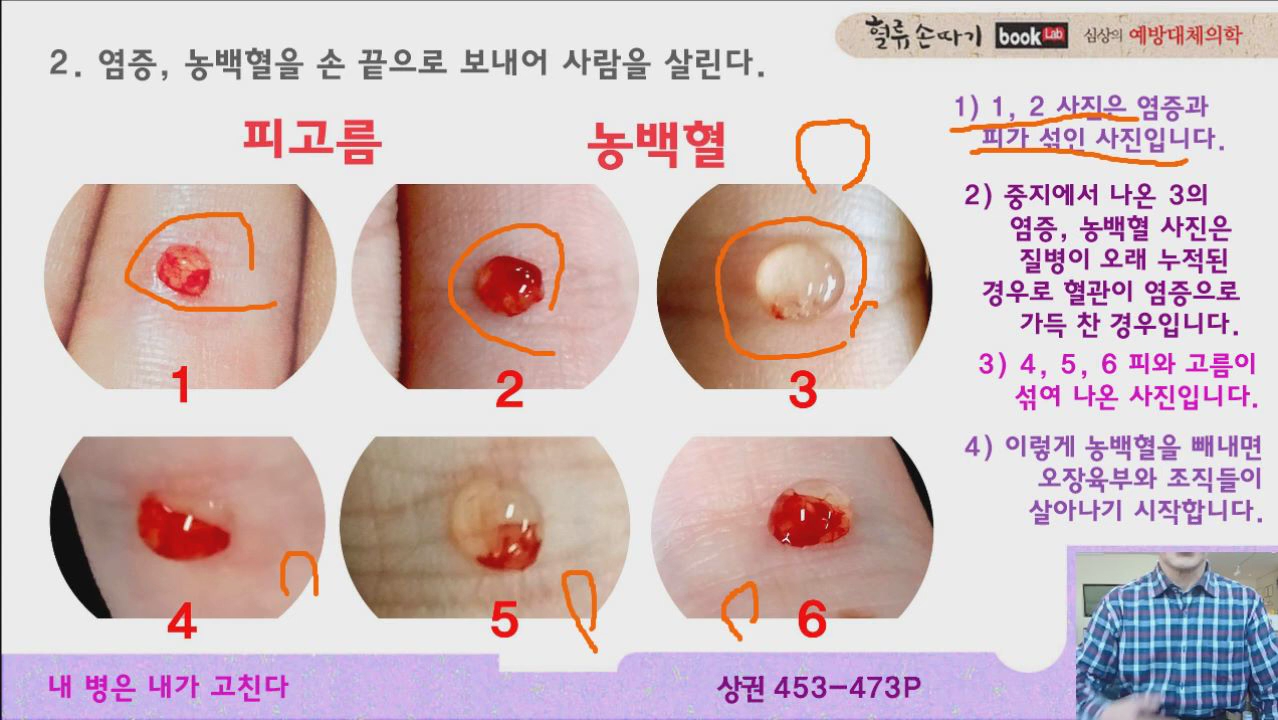 혈류 손따기 book Lab 심상의 예방대체의학
2. 염증, 농백혈을 손 끝으로 보내어 사람을 살린다.
피고름 농백혈
1 2 3
4 5 6
1) 1, 2 사진은 염증과
피가 섞인 사진입니다.
2) 중지에서 나온 3의
염증, 농백혈 사진은
질병이 오래 누적된
경우로 혈관이 염증으로
가득 찬 경우입니다.
3) 4, 5, 6 피와 고름이
섞여 나온 사진입니다.
4) 이렇게 농백혈을 빼내면
오장육부와 조직들이
살아나기 시작합니다.
내 병은 내가 고친다 상권 453-473P